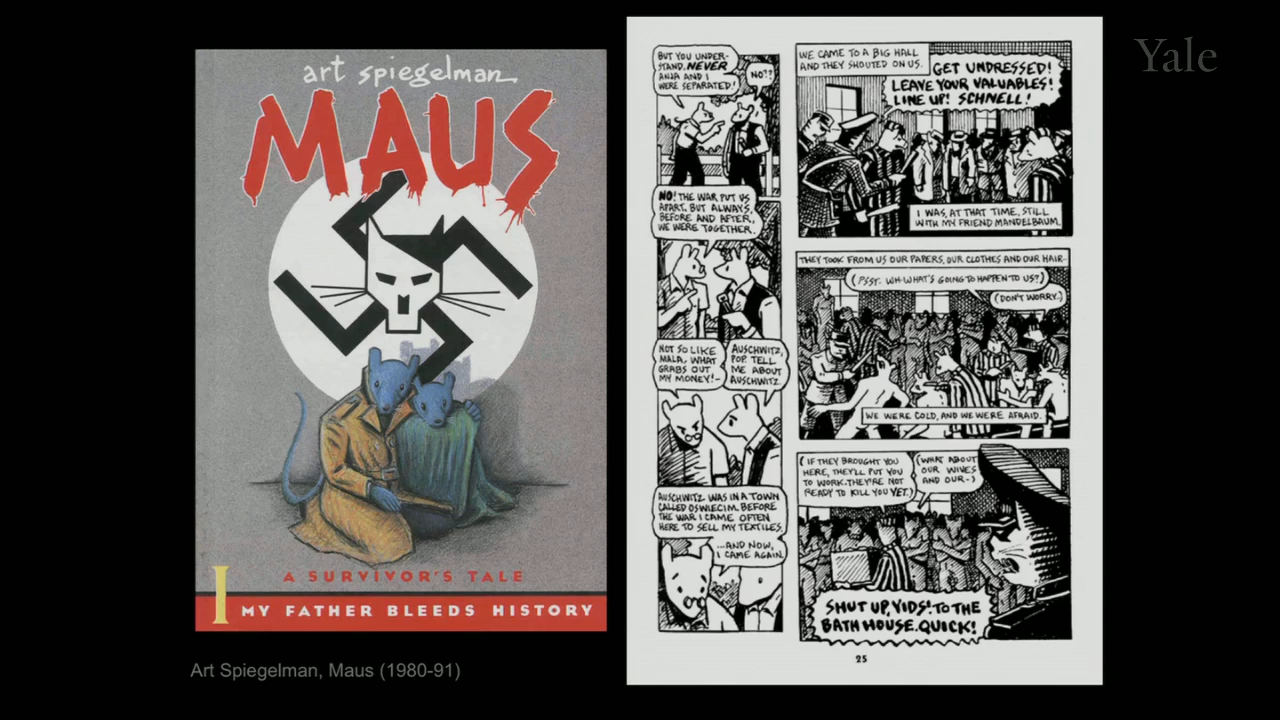 Yale
art spiegelman
MAUS
A SURVIVOR'S TALE
I
MY FATHER BLEEDS HISTORY
Art Spiegelman, Maus (1980-91)
BUT YOU UNDER-
STAND, NEVER
ANJA AND I
WERE SEPARATED!
NO??
NO! THE WAR PUT US
APART. BUT ALWAYS,
BEFORE AND AFTER,
WE WERE TOGETHER.
NOT SO LIKE
MALA, WHAT
GRABS OUT
MY MONEY!-
AUSCHWITZ,
POP. TELL
ME ABOUT
AUSCHWITZ.
AUSCHWITZ WAS IN A TOWN
CALLED OSWIECIM. BEFORE
THE WAR I CAME OFTEN
HERE TO SELL MY TEXTILES.
...AND NOW,
I CAME AGAIN.
WE CAME TO A BIG HALL
AND THEY SHOUTED ON US.
GET UNDRESSED!
LEAVE YOUR VALUABLES!
LINE UP! SCHNELL!
I WAS, AT THAT TIME, STILL
WITH MY FRIEND MANDELBAUM.
THEY TOOK FROM US OUR PAPERS, OUR CLOTHES AND OUR HAIR-
(PSST. WH-WHAT'S GOING TO HAPPEN TO US?)
(DON'T WORRY.)
WE WERE COLD, AND WE WERE AFRAID.
(IF THEY BROUGHT YOU
HERE, THEY'LL PUT YOU
TO WORK. THEY'RE NOT
READY TO KILL YOU YET.)
(WHAT ABOUT
OUR WIVES
AND OUR-)
SHUT UP, YIDS! TO THE
BATH HOUSE. QUICK!
25